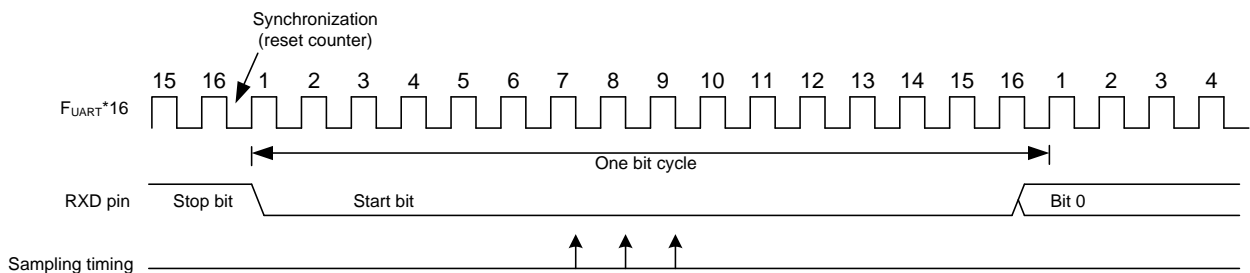 Synchronization
(reset counter)
15 16 1 2 3 4 5 6 7 8 9 10 11 12 13 14 15 16 1 2 3 4
FUART*16
One bit cycle
RXD pin Stop bit Start bit Bit 0
Sampling timing